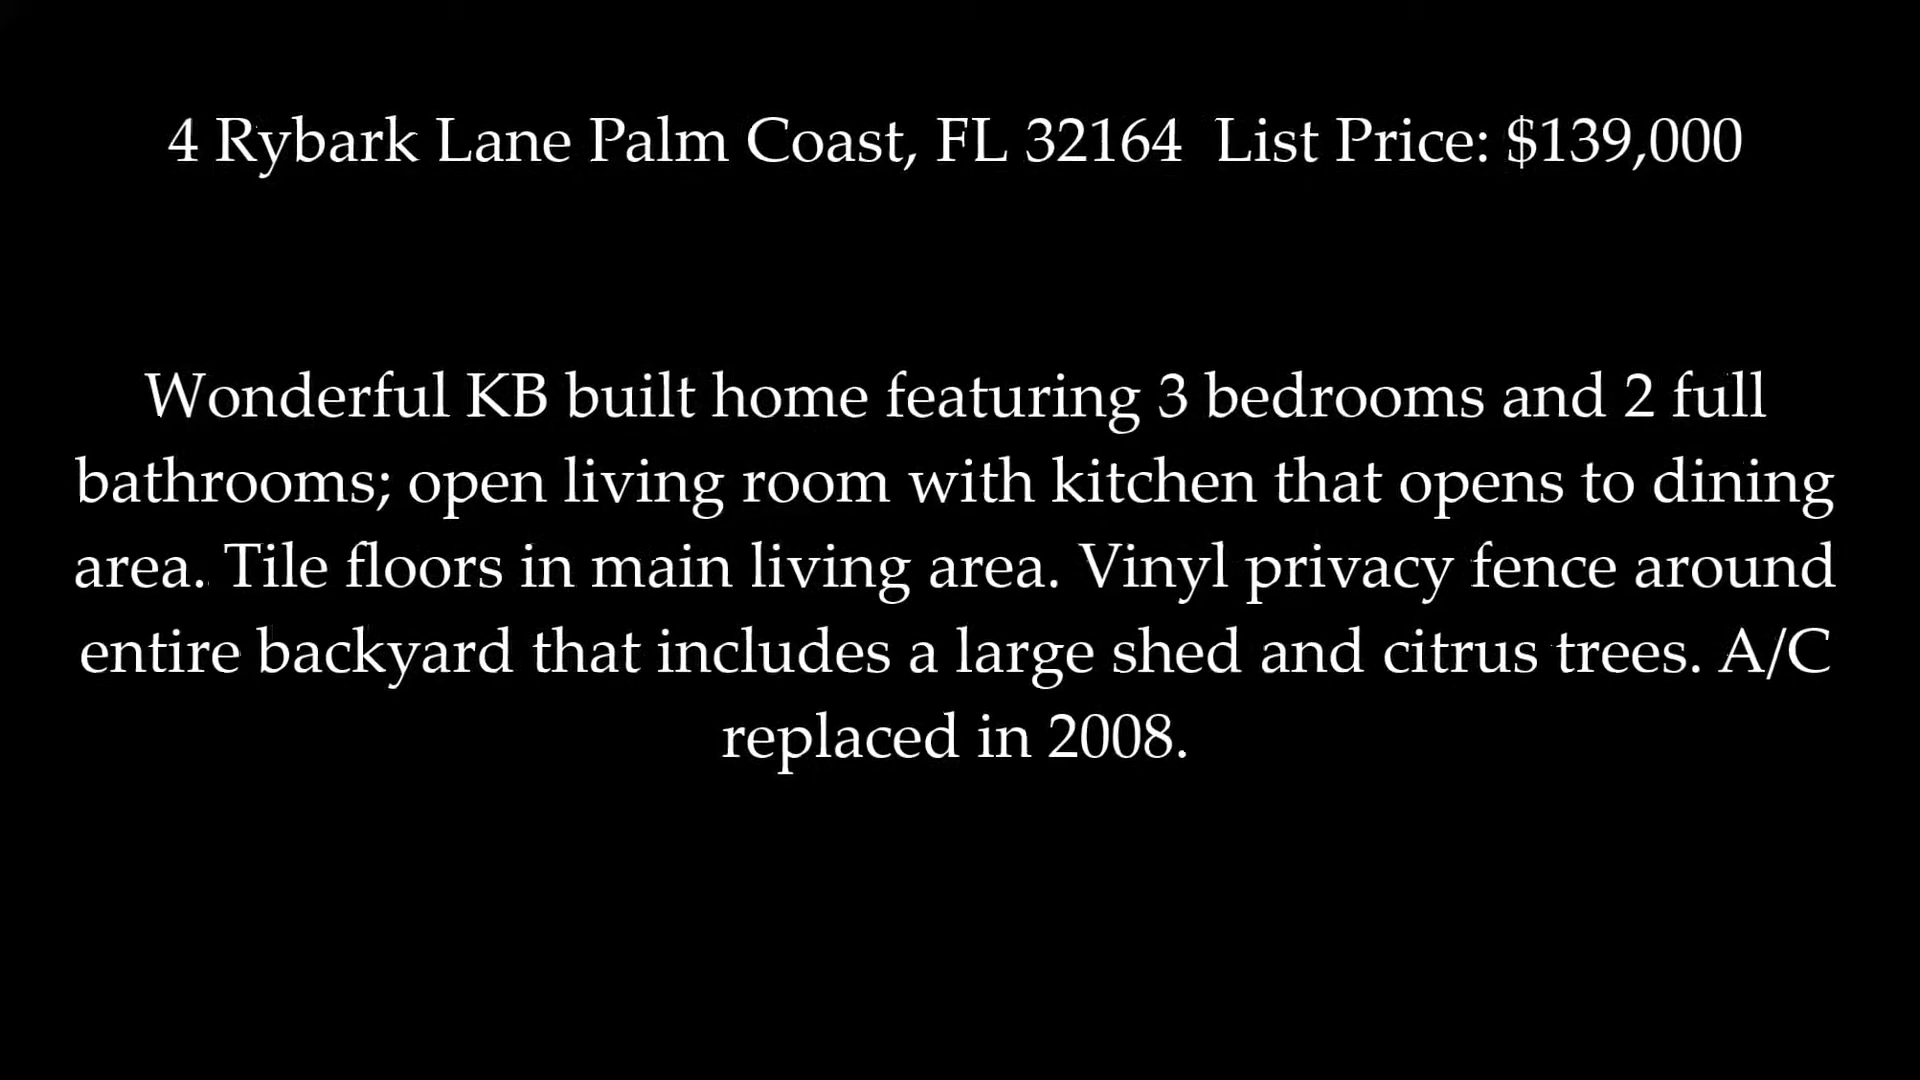 4 Rybark Lane Palm Coast, FL 32164  List Price: $139,000
Wonderful KB built home featuring 3 bedrooms and 2 full
bathrooms; open living room with kitchen that opens to dining
area. Tile floors in main living area. Vinyl privacy fence around
entire backyard that includes a large shed and citrus trees. A/C
replaced in 2008.